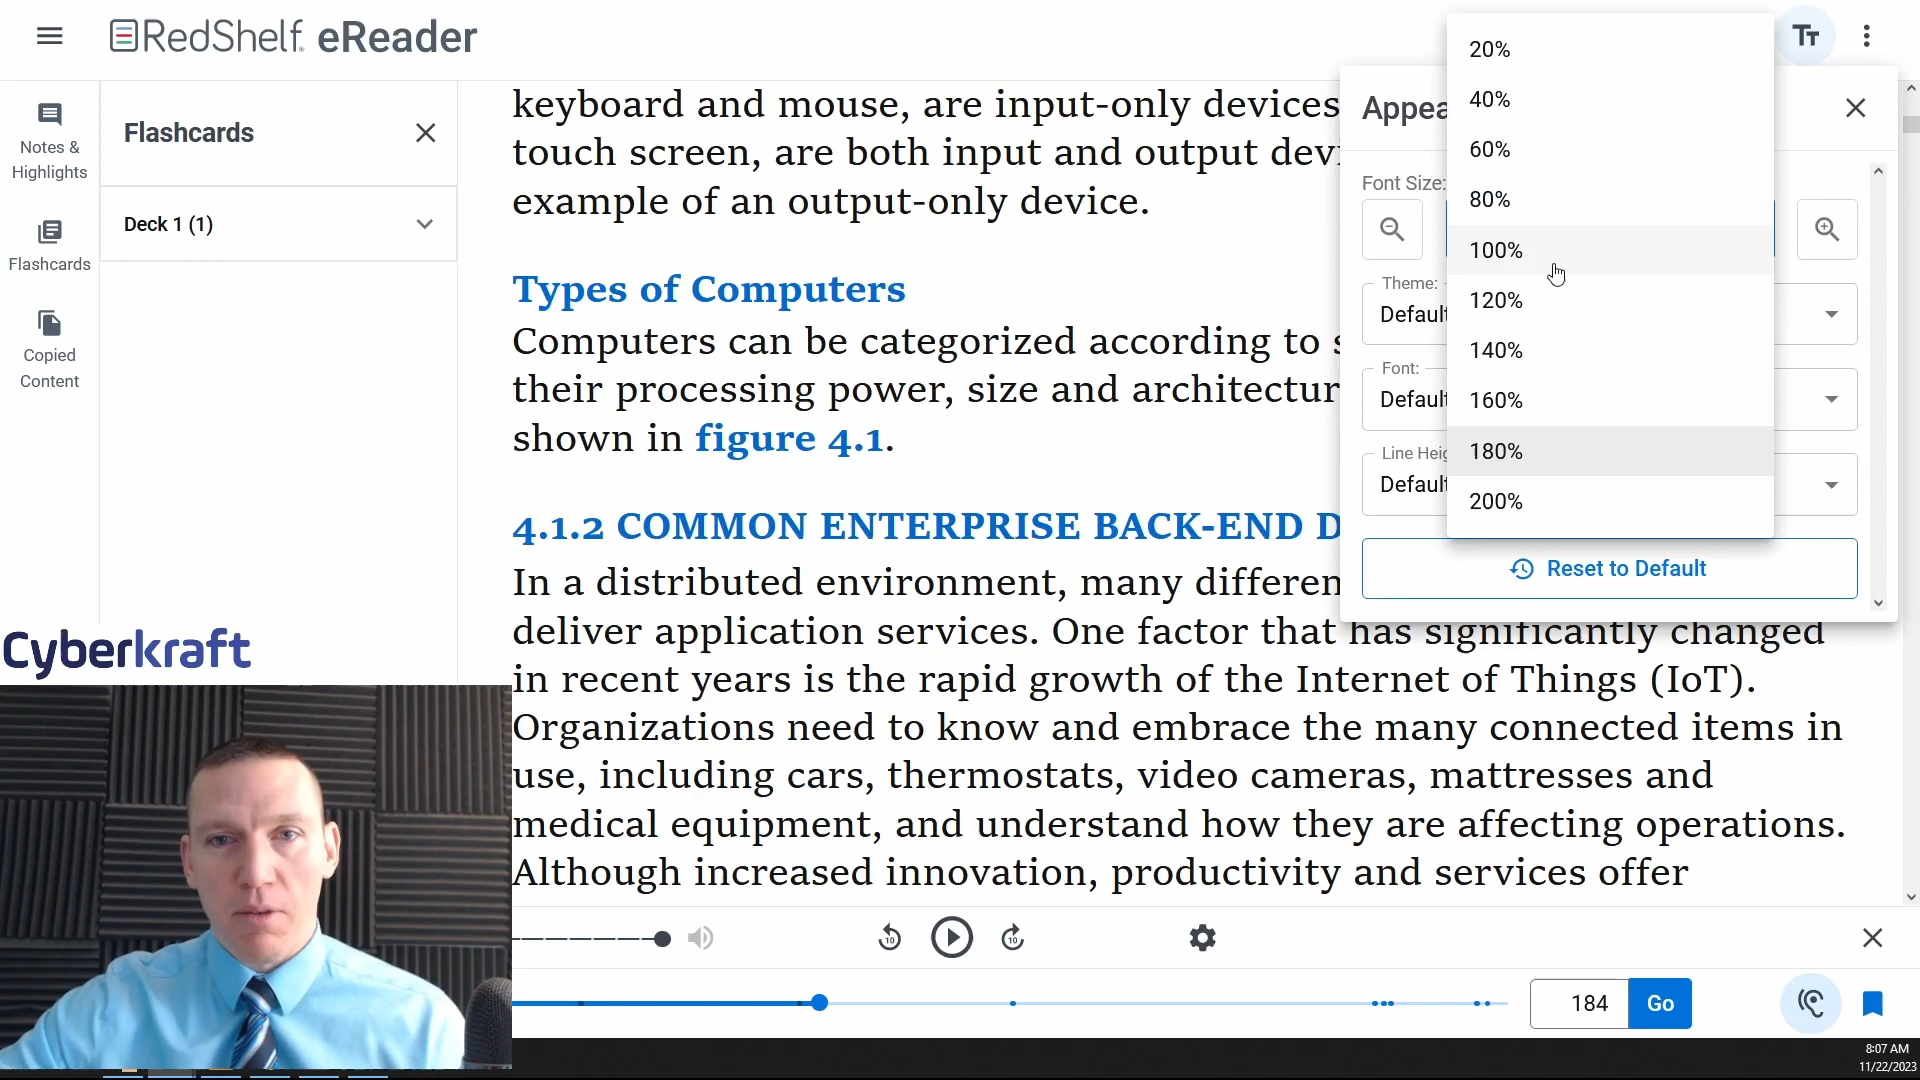 RedShelf eReader
Notes &
Highlights
Flashcards
Copied
Content
Flashcards
Deck 1 (1)
keyboard and mouse, are input-only devices
touch screen, are both input and output devi
example of an output-only device.
Types of Computers
Computers can be categorized according to s
their processing power, size and architectur
shown in figure 4.1.
4.1.2 COMMON ENTERPRISE BACK-END D
In a distributed environment, many differen
deliver application services. One factor that has significantly changed
in recent years is the rapid growth of the Internet of Things (IoT).
Organizations need to know and embrace the many connected items in
use, including cars, thermostats, video cameras, mattresses and
medical equipment, and understand how they are affecting operations.
Although increased innovation, productivity and services offer
Appea
Font Size:
Theme:
Default
Font:
Default
Line Heig
Default
20%
40%
60%
80%
100%
120%
140%
160%
180%
200%
Reset to Default
Cyberkraft
10
10
184
Go
8:07 AM
11/22/2023